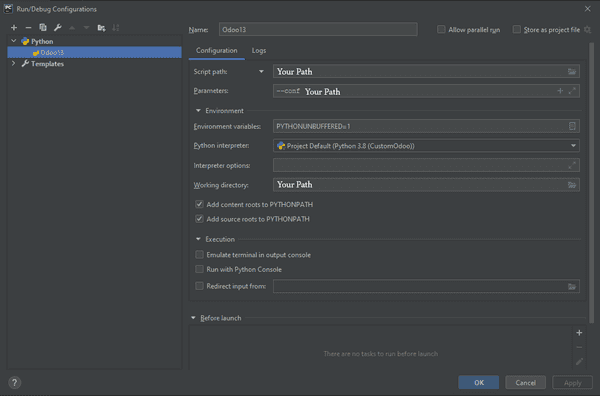 PC Run/Debug Configurations
Name: Odoo13
Allow parallel run
Store as project file
Python
Odoo13
Templates
Configuration Logs
Script path: Your Path
Parameters: --conf Your Path
Environment
Environment variables: PYTHONUNBUFFERED=1
Python interpreter: Project Default (Python 3.8 (CustomOdoo))
Interpreter options:
Working directory: Your Path
Add content roots to PYTHONPATH
Add source roots to PYTHONPATH
Execution
Emulate terminal in output console
Run with Python Console
Redirect input from:
Before launch
There are no tasks to run before launch
? OK Cancel Apply